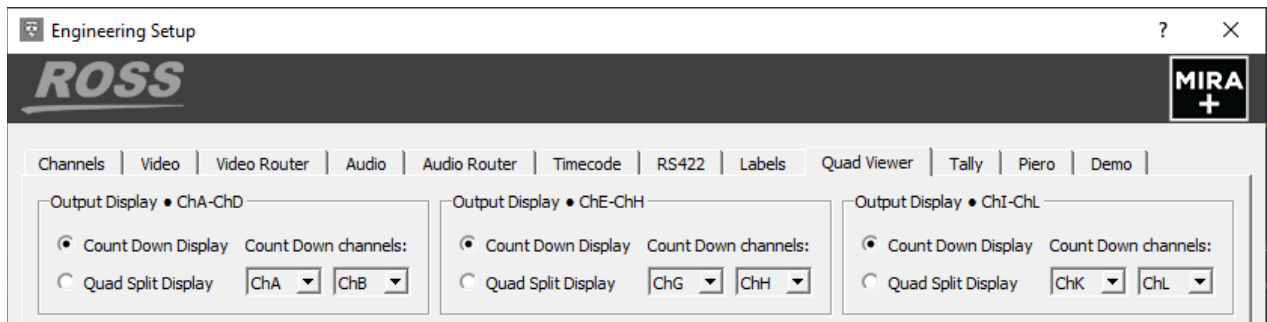 Engineering Setup ? ×
ROSS
MIRA
+
Channels Video Video Router Audio Audio Router Timecode RS422 Labels Quad Viewer Tally Piero Demo
Output Display • ChA-ChD
Count Down Display Count Down channels:
Quad Split Display ChA ChB
Output Display • ChE-ChH
Count Down Display Count Down channels:
Quad Split Display ChG ChH
Output Display • ChI-ChL
Count Down Display Count Down channels:
Quad Split Display ChK ChL